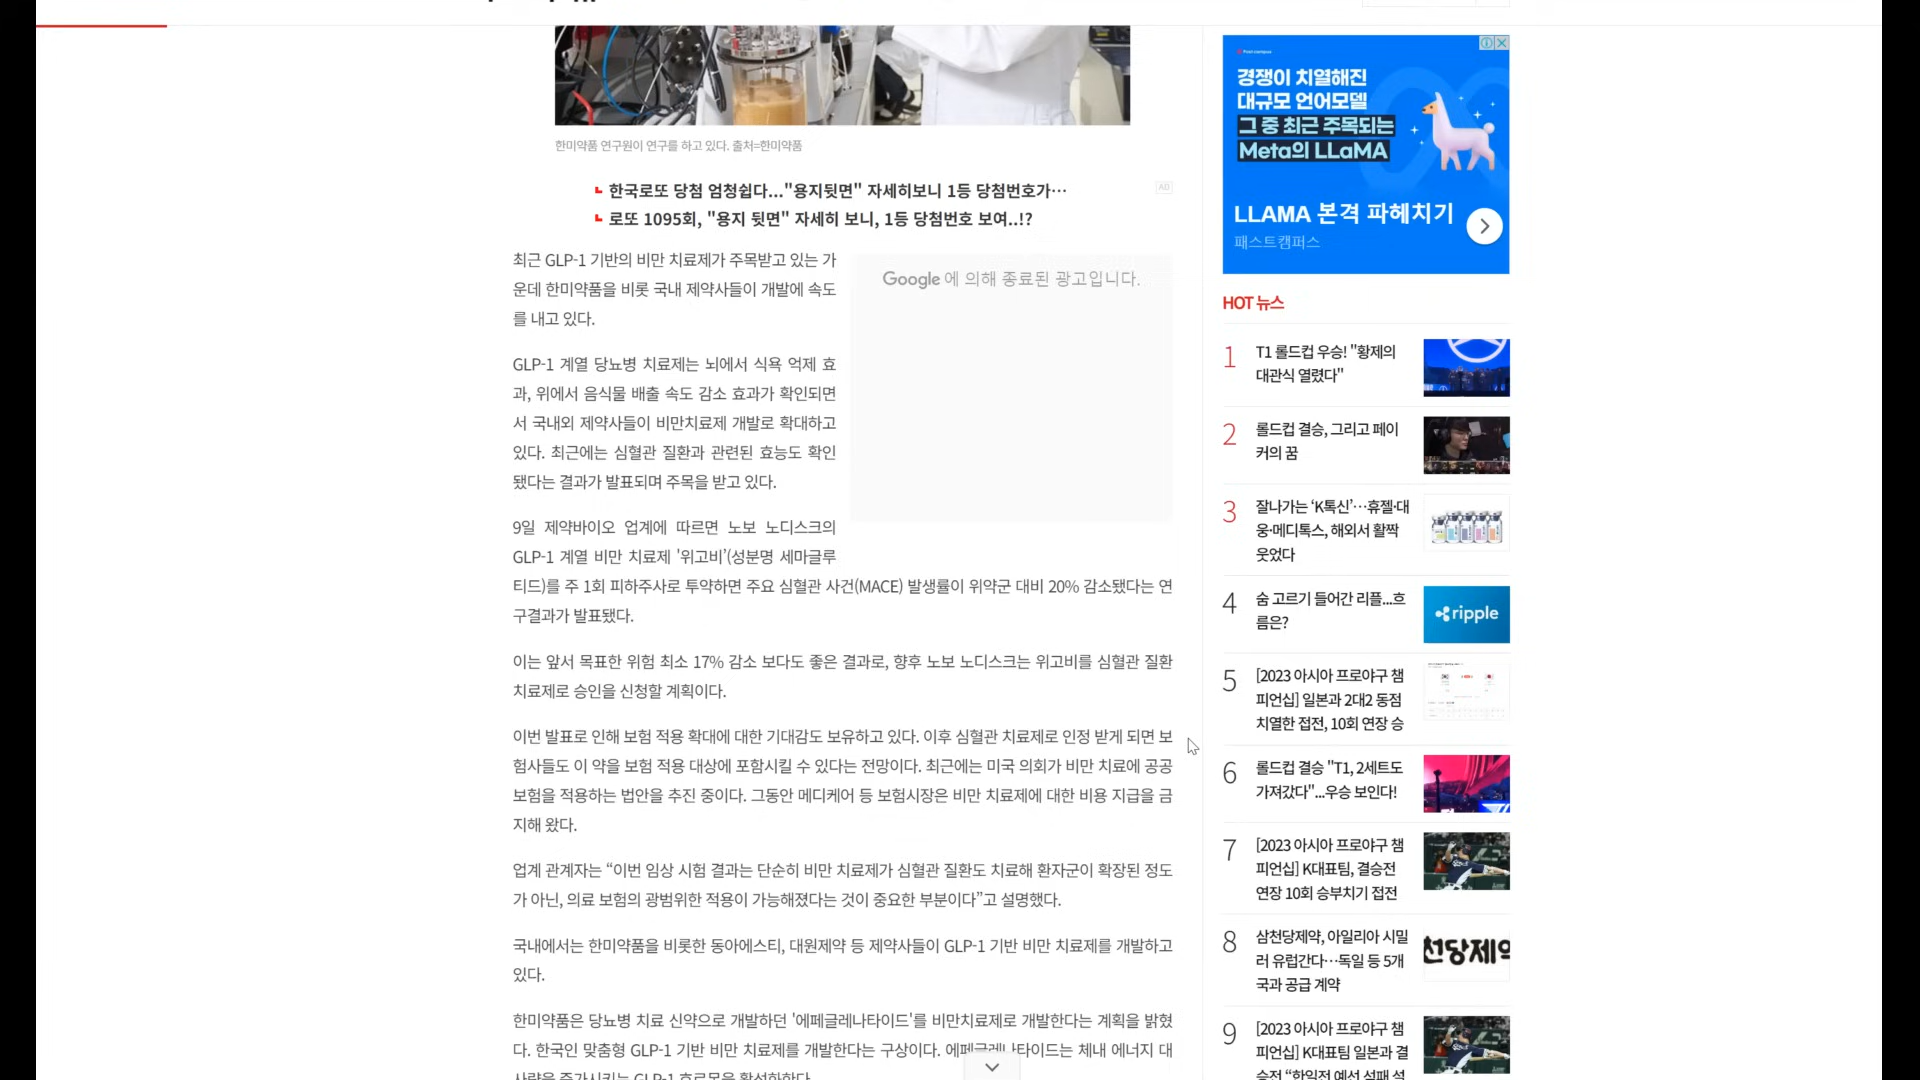 한미약품 연구원이 연구를 하고 있다. 출처=한미약품
한국로또 당첨 엄청쉽다..."용지뒷면" 자세히보니 1등 당첨번호가…
AD
로또 1095회, "용지 뒷면" 자세히 보니, 1등 당첨번호 보여..!?
최근 GLP-1 기반의 비만 치료제가 주목받고 있는 가
운데 한미약품을 비롯 국내 제약사들이 개발에 속도
를 내고 있다.
GLP-1 계열 당뇨병 치료제는 뇌에서 식욕 억제 효
과, 위에서 음식물 배출 속도 감소 효과가 확인되면
서 국내외 제약사들이 비만치료제 개발로 확대하고
있다. 최근에는 심혈관 질환과 관련된 효능도 확인
됐다는 결과가 발표되며 주목을 받고 있다.
Google 에 의해 종료된 광고입니다.
9일 제약바이오 업계에 따르면 노보 노디스크의
GLP-1 계열 비만 치료제 '위고비'(성분명 세마글루
티드)를 주 1회 피하주사로 투약하면 주요 심혈관 사건(MACE) 발생률이 위약군 대비 20% 감소됐다는 연
구결과가 발표됐다.
이는 앞서 목표한 위험 최소 17% 감소 보다도 좋은 결과로, 향후 노보 노디스크는 위고비를 심혈관 질환
치료제로 승인을 신청할 계획이다.
이번 발표로 인해 보험 적용 확대에 대한 기대감도 보유하고 있다. 이후 심혈관 치료제로 인정 받게 되면 보
험사들도 이 약을 보험 적용 대상에 포함시킬 수 있다는 전망이다. 최근에는 미국 의회가 비만 치료에 공공
보험을 적용하는 법안을 추진 중이다. 그동안 메디케어 등 보험시장은 비만 치료제에 대한 비용 지급을 금
지해 왔다.
업계 관계자는 “이번 임상 시험 결과는 단순히 비만 치료제가 심혈관 질환도 치료해 환자군이 확장된 정도
가 아닌, 의료 보험의 광범위한 적용이 가능해졌다는 것이 중요한 부분이다”고 설명했다.
국내에서는 한미약품을 비롯한 동아에스티, 대원제약 등 제약사들이 GLP-1 기반 비만 치료제를 개발하고
있다.
한미약품은 당뇨병 치료 신약으로 개발하던 '에페글레나타이드'를 비만치료제로 개발한다는 계획을 밝혔
다. 한국인 맞춤형 GLP-1 기반 비만 치료제를 개발한다는 구상이다. 에페글레나타이드는 체내 에너지 대
사량을 증가시키는 GLP-1 호르몬을 활성화한다.
경쟁이 치열해진
대규모 언어모델
그 중 최근 주목되는
Meta의 LLaMA
LLAMA 본격 파헤치기
패스트캠퍼스
HOT 뉴스
1
T1 롤드컵 우승! "황제의
대관식 열렸다"
2
롤드컵 결승, 그리고 페이
커의 꿈
3
잘나가는 ‘K톡신’…휴젤·대
웅·메디톡스, 해외서 활짝
웃었다
4
숨 고르기 들어간 리플...흐
름은?
ripple
5
[2023 아시아 프로야구 챔
피언십] 일본과 2대2 동점
치열한 접전, 10회 연장 승
6
롤드컵 결승 "T1, 2세트도
가져갔다"...우승 보인다!
7
[2023 아시아 프로야구 챔
피언십] K대표팀, 결승전
연장 10회 승부치기 접전
8
삼천당제약, 아일리아 시밀
러 유럽간다…독일 등 5개
국과 공급 계약
천당제약
9
[2023 아시아 프로야구 챔
피언십] K대표팀 일본과 결
승전 “한일전 예선 석패 설